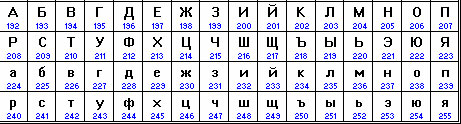 А Б В Г Д Е Ж З И Й К Л М Н О П
192 193 194 195 196 197 198 199 200 201 202 203 204 205 206 207
Р С Т У Ф Х Ц Ч Ш Щ Ъ Ы Ь Э Ю Я
208 209 210 211 212 213 214 215 216 217 218 219 220 221 222 223
а б в г д е ж з и й к л м н о п
224 225 226 227 228 229 230 231 232 233 234 235 236 237 238 239
р с т у ф х ц ч ш щ ъ ы ь э ю я
240 241 242 243 244 245 246 247 248 249 250 251 252 253 254 255